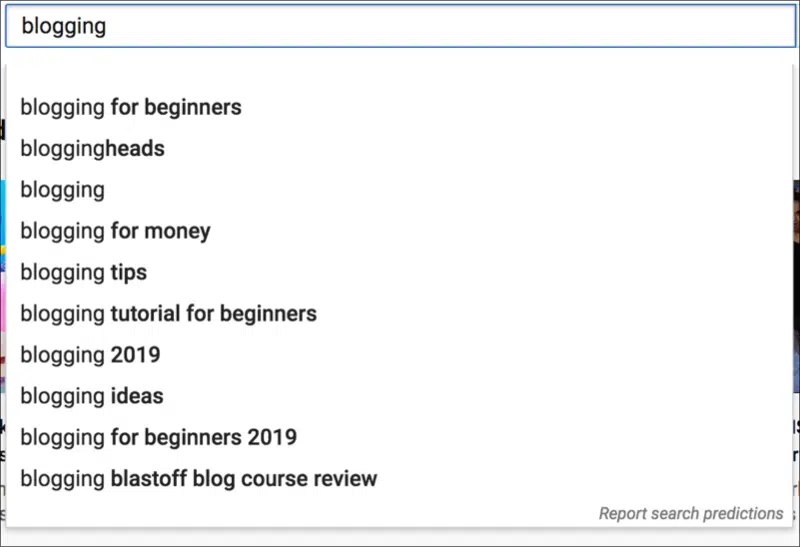 blogging
blogging for beginners
bloggingheads
blogging
blogging for money
blogging tips
blogging tutorial for beginners
blogging 2019
blogging ideas
blogging for beginners 2019
blogging blastoff blog course review
Report search predictions